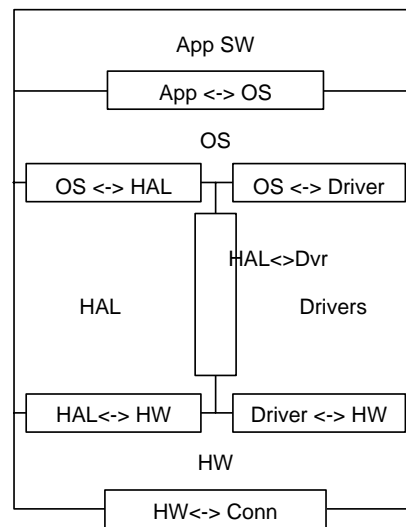 App SW
App <-> OS
OS
OS <-> HAL
OS <-> Driver
HAL<>Dvr
HAL
Drivers
HAL<-> HW
Driver <-> HW
HW
HW<-> Conn